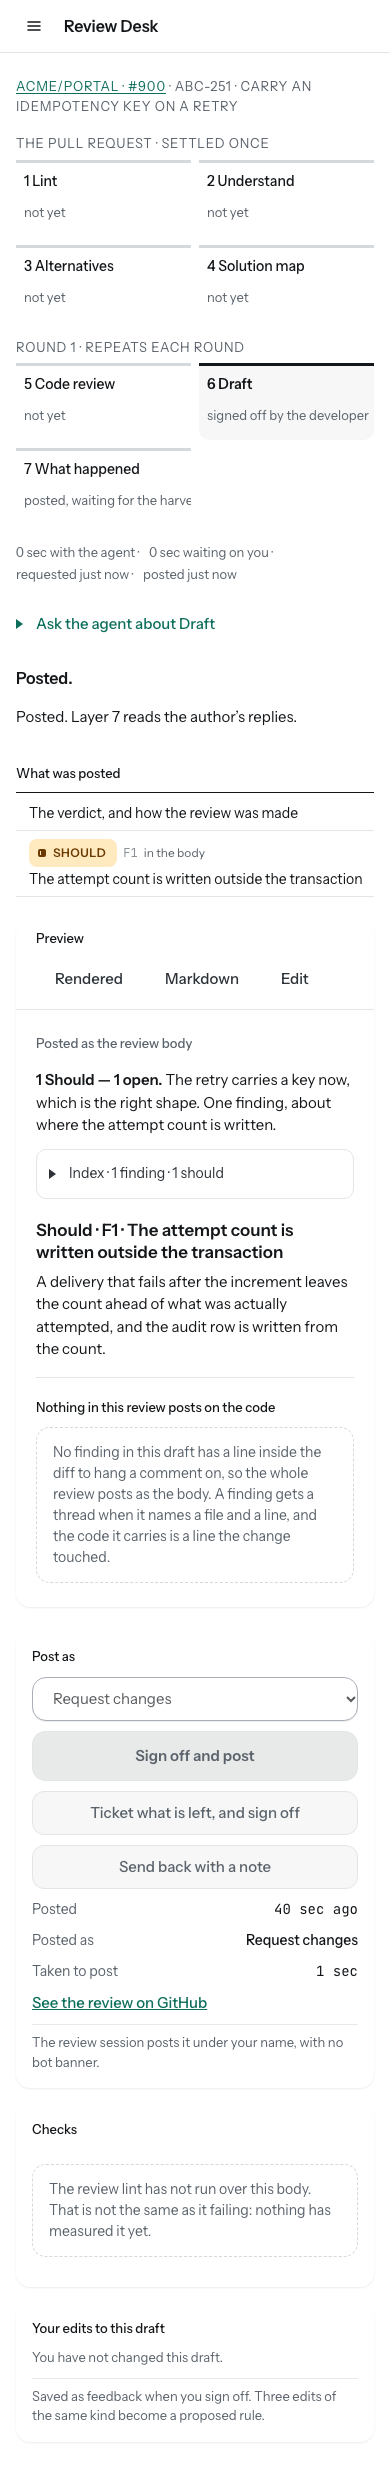 Review Desk
ACME/PORTAL · #900 · ABC-251 · CARRY AN
IDEMPOTENCY KEY ON A RETRY
THE PULL REQUEST · SETTLED ONCE
1 Lint
not yet
2 Understand
not yet
3 Alternatives
not yet
4 Solution map
not yet
ROUND 1 · REPEATS EACH ROUND
5 Code review
not yet
6 Draft
signed off by the developer
7 What happened
posted, waiting for the harve
0 sec with the agent · 0 sec waiting on you ·
requested just now · posted just now
Ask the agent about Draft
Posted.
Posted. Layer 7 reads the author’s replies.
What was posted
The verdict, and how the review was made
SHOULD F1 in the body
The attempt count is written outside the transaction
Preview
Rendered Markdown Edit
Posted as the review body
1 Should — 1 open. The retry carries a key now,
which is the right shape. One finding, about
where the attempt count is written.
Index · 1 finding · 1 should
Should · F1 · The attempt count is
written outside the transaction
A delivery that fails after the increment leaves
the count ahead of what was actually
attempted, and the audit row is written from
the count.
Nothing in this review posts on the code
No finding in this draft has a line inside the
diff to hang a comment on, so the whole
review posts as the body. A finding gets a
thread when it names a file and a line, and
the code it carries is a line the change
touched.
Post as
Request changes
Sign off and post
Ticket what is left, and sign off
Send back with a note
Posted 40 sec ago
Posted as Request changes
Taken to post 1 sec
See the review on GitHub
The review session posts it under your name, with no
bot banner.
Checks
The review lint has not run over this body.
That is not the same as it failing: nothing has
measured it yet.
Your edits to this draft
You have not changed this draft.
Saved as feedback when you sign off. Three edits of
the same kind become a proposed rule.